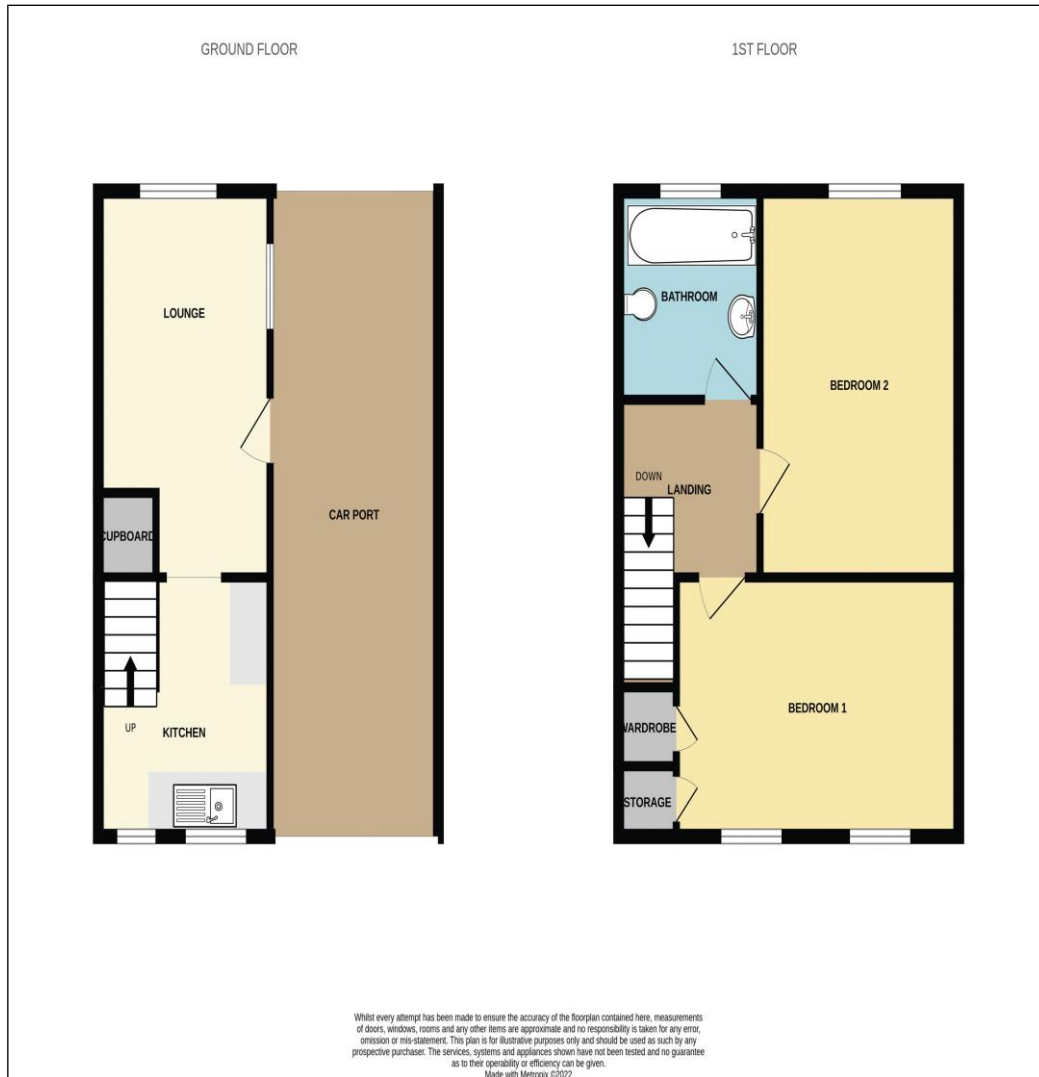 GROUND FLOOR
1ST FLOOR
LOUNGE
CUPBOARD
CAR PORT
UP
KITCHEN
BATHROOM
BEDROOM 2
DOWN
LANDING
BEDROOM 1
WARDROBE
STORAGE
Whilst every attempt has been made to ensure the accuracy of the floorplan contained here, measurements
of doors, windows, rooms and any other items are approximate and no responsibility is taken for any error,
omission or mis-statement. This plan is for illustrative purposes only and should be used as such by any
prospective purchaser. The services, systems and appliances shown have not been tested and no guarantee
as to their operability or efficiency can be given.
Made with Metropix ©2022